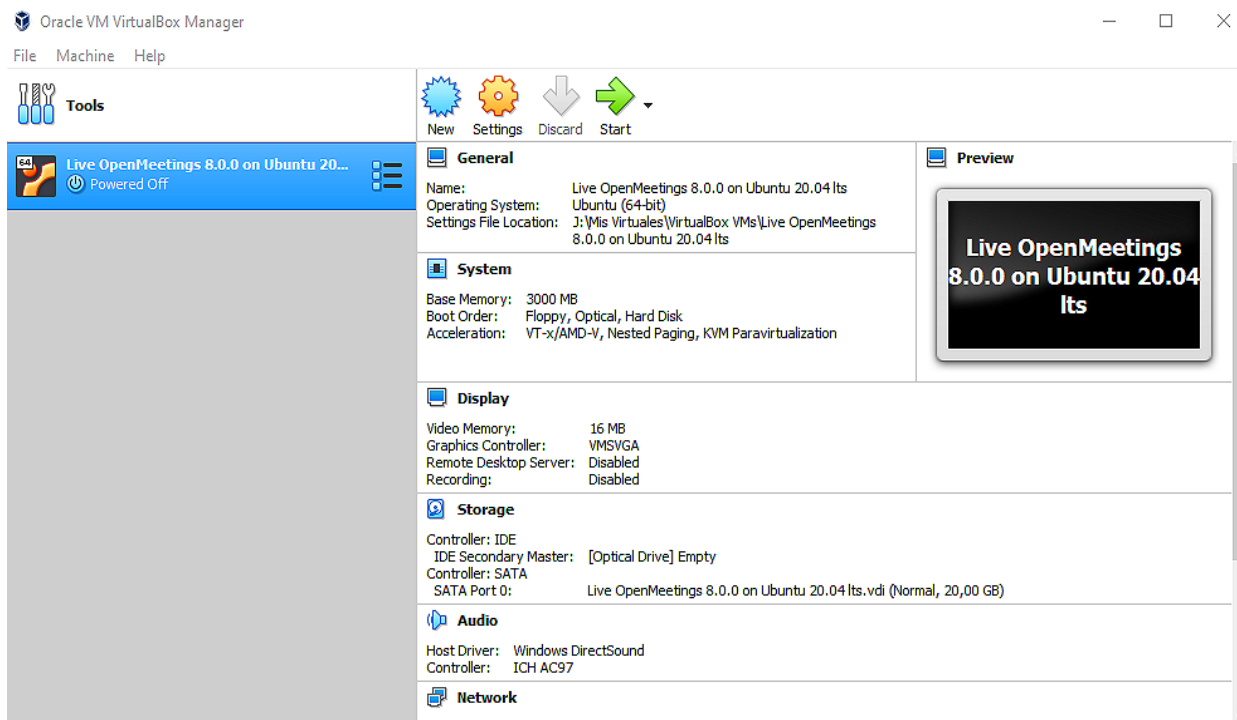 Oracle VM VirtualBox Manager
File Machine Help
Tools
New Settings Discard Start
64
Live OpenMeetings 8.0.0 on Ubuntu 20...
Powered Off
General
Name: Live OpenMeetings 8.0.0 on Ubuntu 20.04 lts
Operating System: Ubuntu (64-bit)
Settings File Location: J:\Mis Virtuales\VirtualBox VMs\Live OpenMeetings
8.0.0 on Ubuntu 20.04 lts
Preview
Live OpenMeetings
8.0.0 on Ubuntu 20.04
lts
System
Base Memory: 3000 MB
Boot Order: Floppy, Optical, Hard Disk
Acceleration: VT-x/AMD-V, Nested Paging, KVM Paravirtualization
Display
Video Memory: 16 MB
Graphics Controller: VMSVGA
Remote Desktop Server: Disabled
Recording: Disabled
Storage
Controller: IDE
IDE Secondary Master: [Optical Drive] Empty
Controller: SATA
SATA Port 0: Live OpenMeetings 8.0.0 on Ubuntu 20.04 lts.vdi (Normal, 20,00 GB)
Audio
Host Driver: Windows DirectSound
Controller: ICH AC97
Network